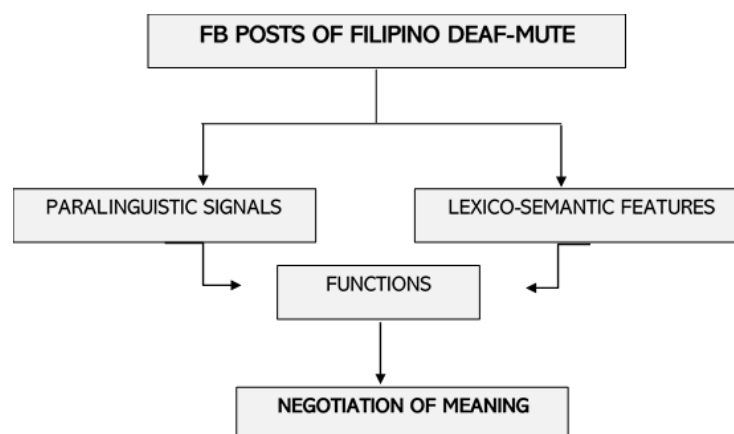 FB POSTS OF FILIPINO DEAF-MUTE
PARALINGUISTIC SIGNALS
LEXICO-SEMANTIC FEATURES
FUNCTIONS
NEGOTIATION OF MEANING